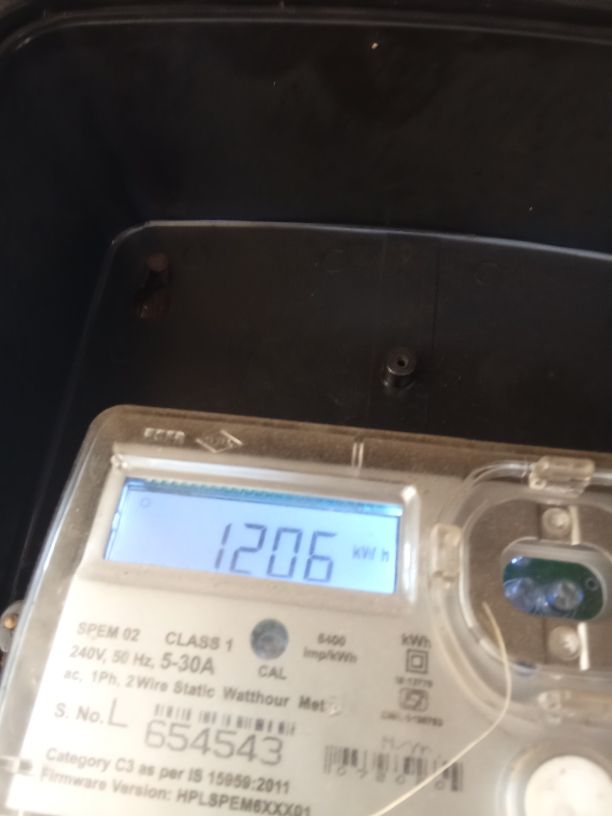 1206 kWh
SPEM 02 CLASS 1 6400 kWh
240V, 50 Hz, 5-30A CAL imp/kWh
ac, 1Ph, 2Wire Static Watthour Met
S. No. L 654543
Category C3 as per IS 15959:2011
Firmware Version: HPLSPEM6XXX01